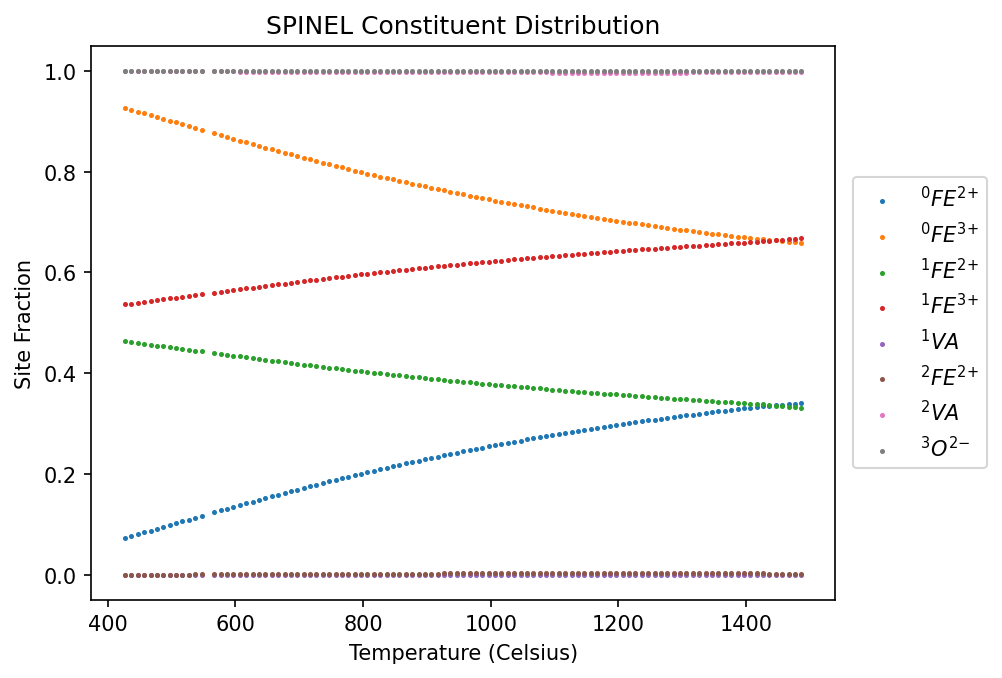 SPINEL Constituent Distribution
1.0
0.8
0.6
0.4
0.2
0.0
Site Fraction
400
600
800
1000
1200
1400
Temperature (Celsius)
⁰FE²⁺
⁰FE³⁺
¹FE²⁺
¹FE³⁺
¹VA
²FE²⁺
²VA
³O²⁻